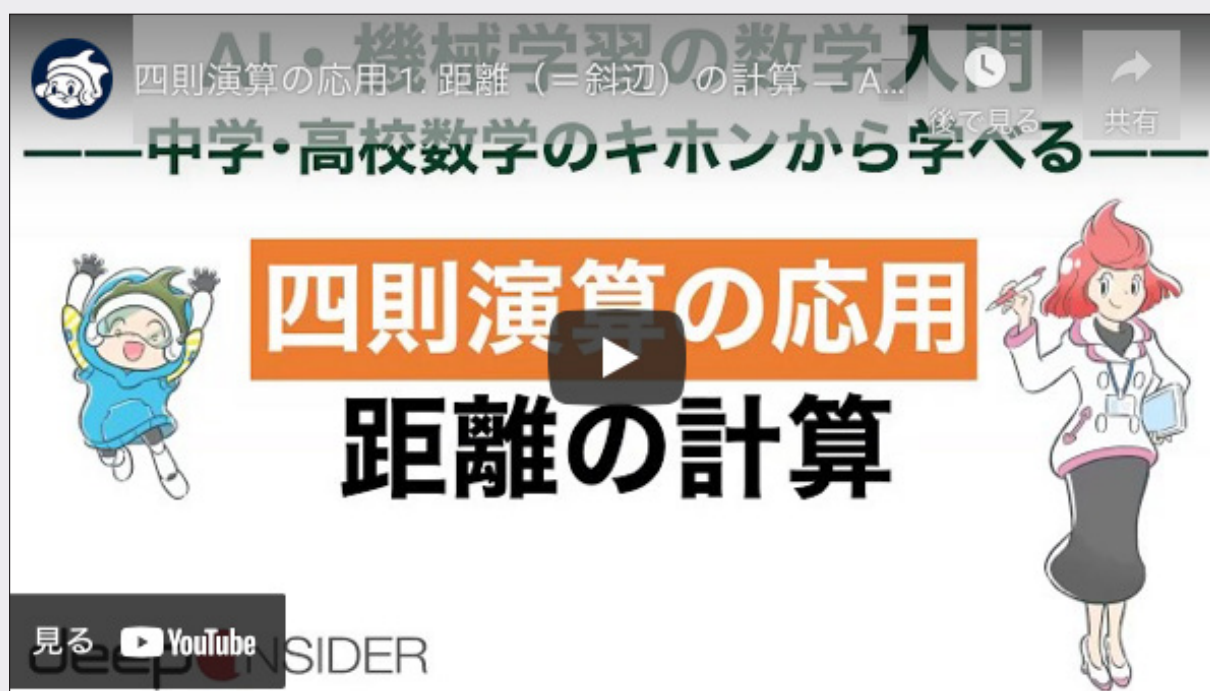 AI・機械学習の数学入門
四則演算の応用 1. 距離（＝斜辺）の計算 — A...
後で見る
共有
——中学・高校数学のキホンから学べる——
四則演算の応用
距離の計算
見る YouTube
deep INSIDER